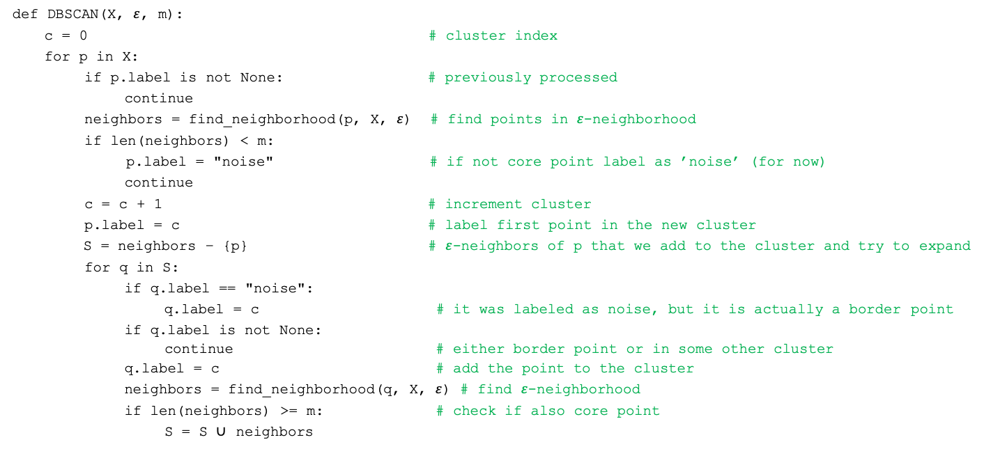 def DBSCAN(X, ε, m):
    c = 0 # cluster index
    for p in X:
        if p.label is not None: # previously processed
            continue
        neighbors = find_neighborhood(p, X, ε) # find points in ε-neighborhood
        if len(neighbors) < m:
            p.label = "noise" # if not core point label as ’noise’ (for now)
            continue
        c = c + 1 # increment cluster
        p.label = c # label first point in the new cluster
        S = neighbors – {p} # ε-neighbors of p that we add to the cluster and try to expand
        for q in S:
            if q.label == "noise":
                q.label = c # it was labeled as noise, but it is actually a border point
            if q.label is not None:
                continue # either border point or in some other cluster
            q.label = c # add the point to the cluster
            neighbors = find_neighborhood(q, X, ε) # find ε-neighborhood
            if len(neighbors) >= m: # check if also core point
                S = S ∪ neighbors